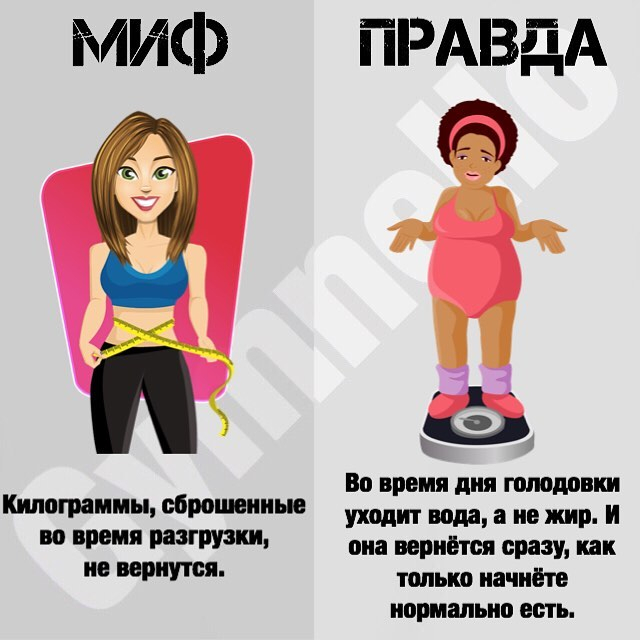 МИФ
ПРАВДА
Килограммы, сброшенные
во время разгрузки,
не вернутся.
Во время дня голодовки
уходит вода, а не жир. И
она вернётся сразу, как
только начнёте
нормально есть.
Gymnello